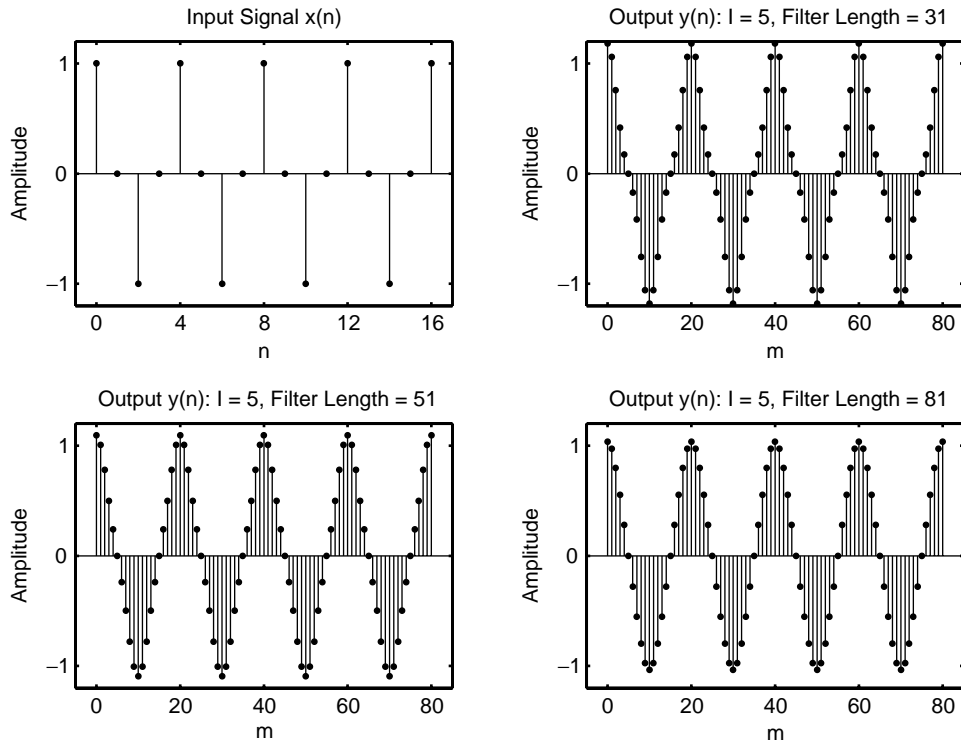 Input Signal x(n)
Amplitude
1
0
−1
0 4 8 12 16
n
Output y(n): I = 5, Filter Length = 31
Amplitude
1
0
−1
0 20 40 60 80
m
Output y(n): I = 5, Filter Length = 51
Amplitude
1
0
−1
0 20 40 60 80
m
Output y(n): I = 5, Filter Length = 81
Amplitude
1
0
−1
0 20 40 60 80
m